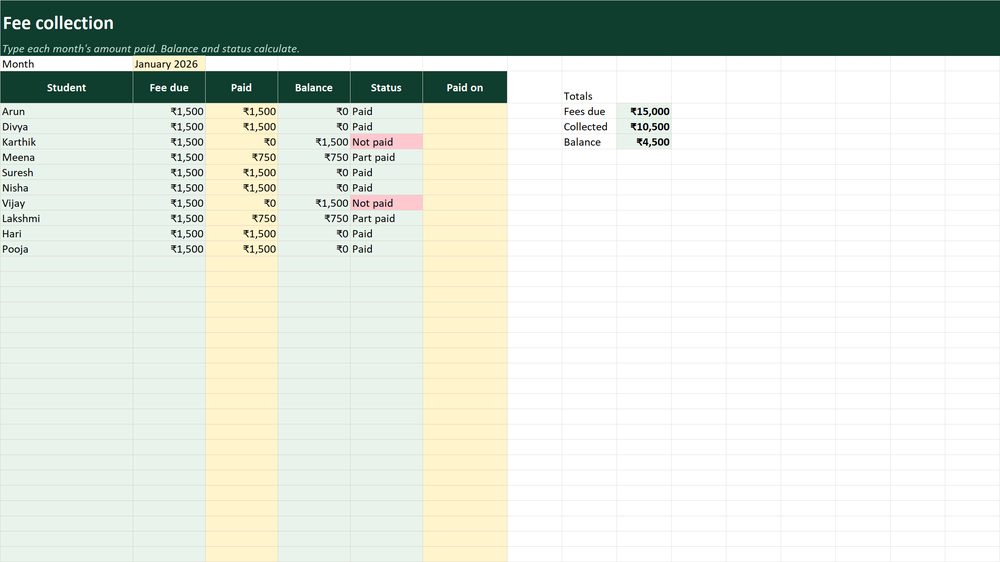 Fee collection
Type each month's amount paid. Balance and status calculate.
Month January 2026
Student Fee due Paid Balance Status Paid on
Totals
Arun ₹1,500 ₹1,500 ₹0 Paid Fees due ₹15,000
Divya ₹1,500 ₹1,500 ₹0 Paid Collected ₹10,500
Karthik ₹1,500 ₹0 ₹1,500 Not paid Balance ₹4,500
Meena ₹1,500 ₹750 ₹750 Part paid
Suresh ₹1,500 ₹1,500 ₹0 Paid
Nisha ₹1,500 ₹1,500 ₹0 Paid
Vijay ₹1,500 ₹0 ₹1,500 Not paid
Lakshmi ₹1,500 ₹750 ₹750 Part paid
Hari ₹1,500 ₹1,500 ₹0 Paid
Pooja ₹1,500 ₹1,500 ₹0 Paid